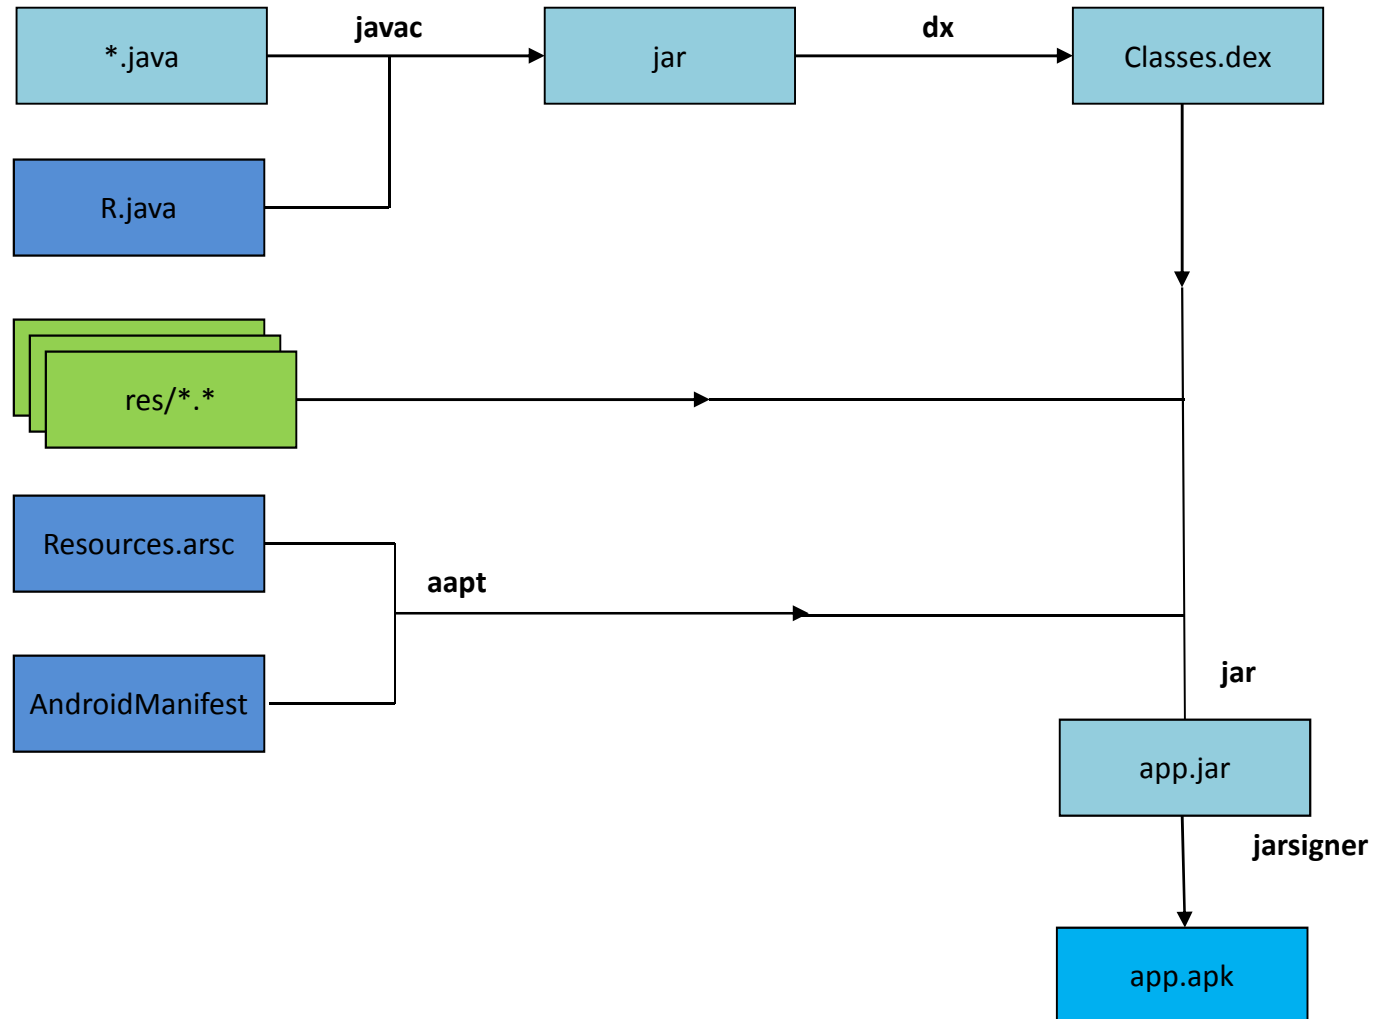 javac
dx
*.java
jar
Classes.dex
R.java
res/*.*
Resources.arsc
aapt
AndroidManifest
jar
app.jar
jarsigner
app.apk